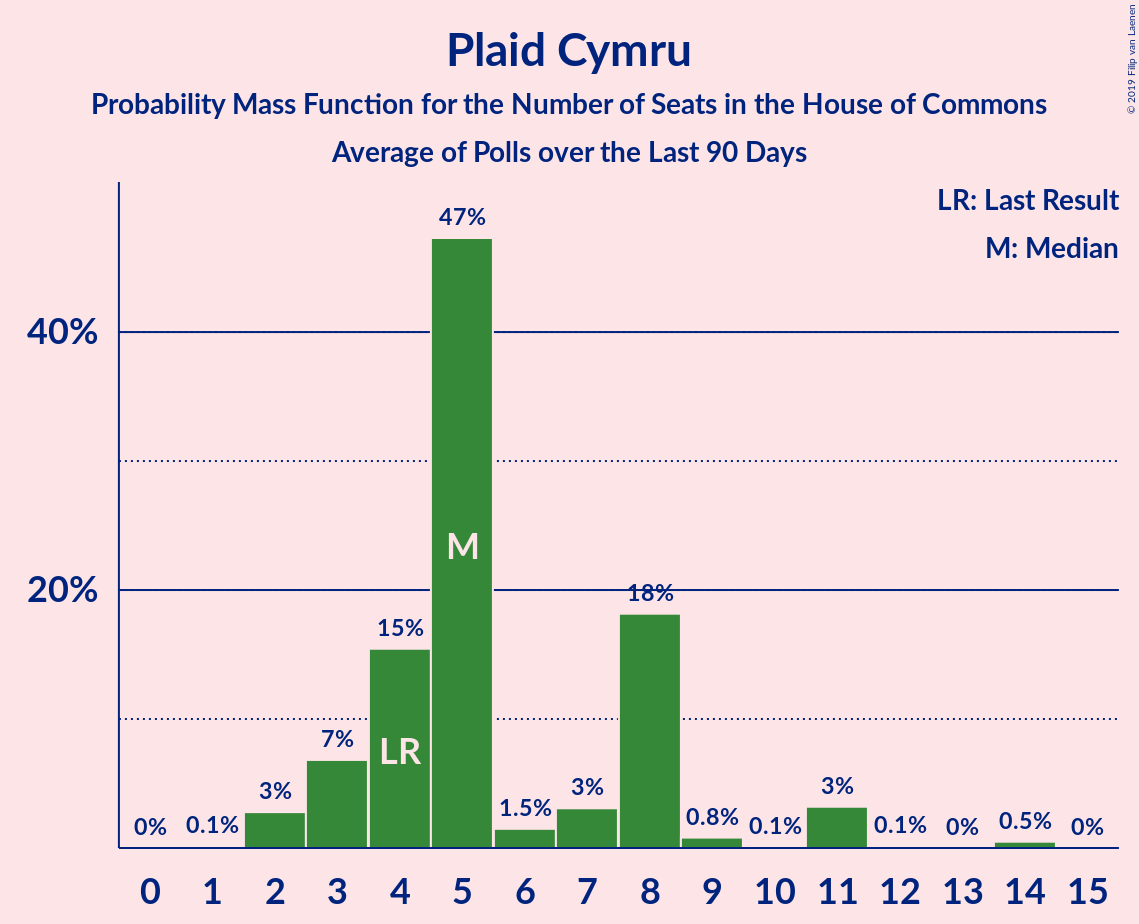 Plaid Cymru
Probability Mass Function for the Number of Seats in the House of Commons
Average of Polls over the Last 90 Days
© 2019 Filip van Laenen
LR: Last Result
M: Median
47%
40%
M
20%
18%
15%
7%
LR
3%
3%
3%
1.5%
0%
0.1%
0.8%
0.1%
0.1%
0%
0.5%
0%
0 1 2 3 4 5 6 7 8 9 10 11 12 13 14 15